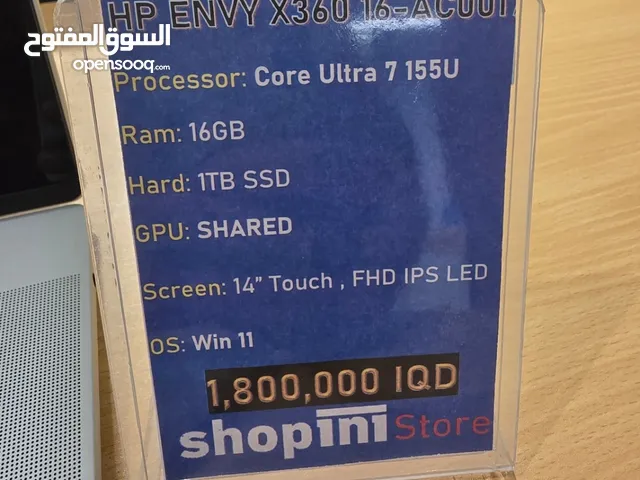 السوق المفتوح
opensooq.com
HP ENVY X360 16-AC0017
Processor: Core Ultra 7 155U
Ram: 16GB
Hard: 1TB SSD
GPU: SHARED
Screen: 14” Touch , FHD IPS LED
OS: Win 11
1,800,000 IQD
shopini Store